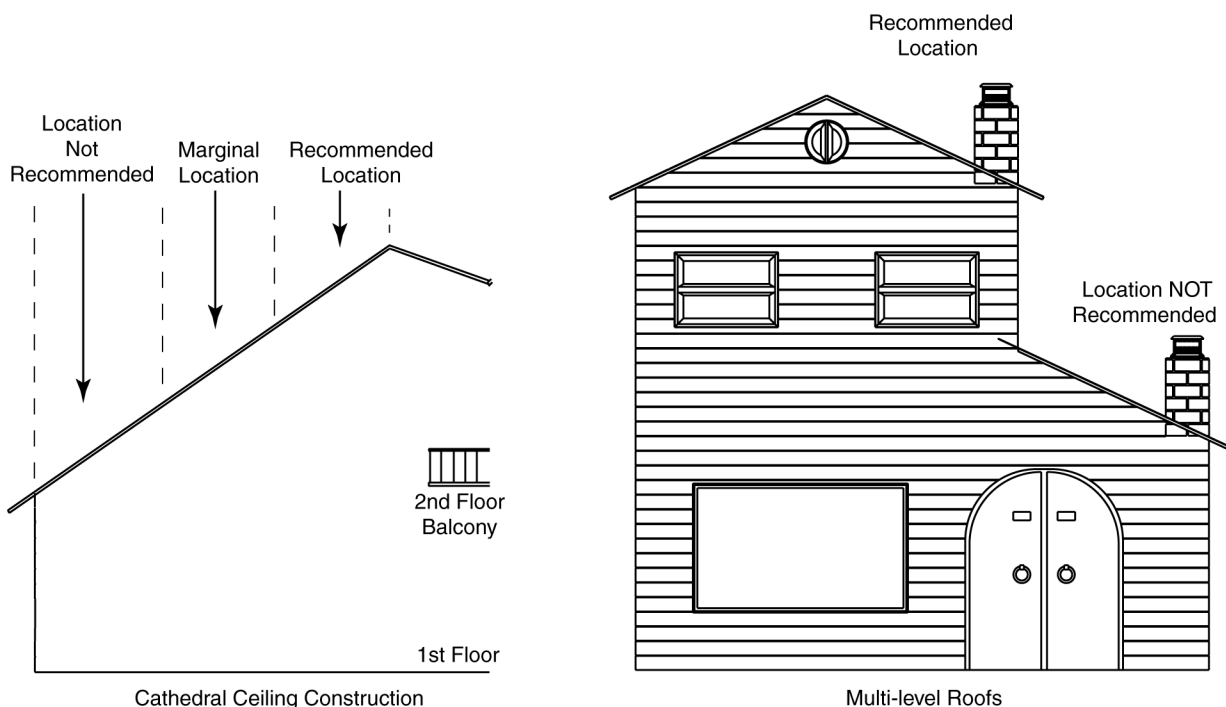 Location
Not
Recommended
Marginal
Location
Recommended
Location
2nd Floor
Balcony
1st Floor
Cathedral Ceiling Construction
Recommended
Location
Location NOT
Recommended
Multi-level Roofs